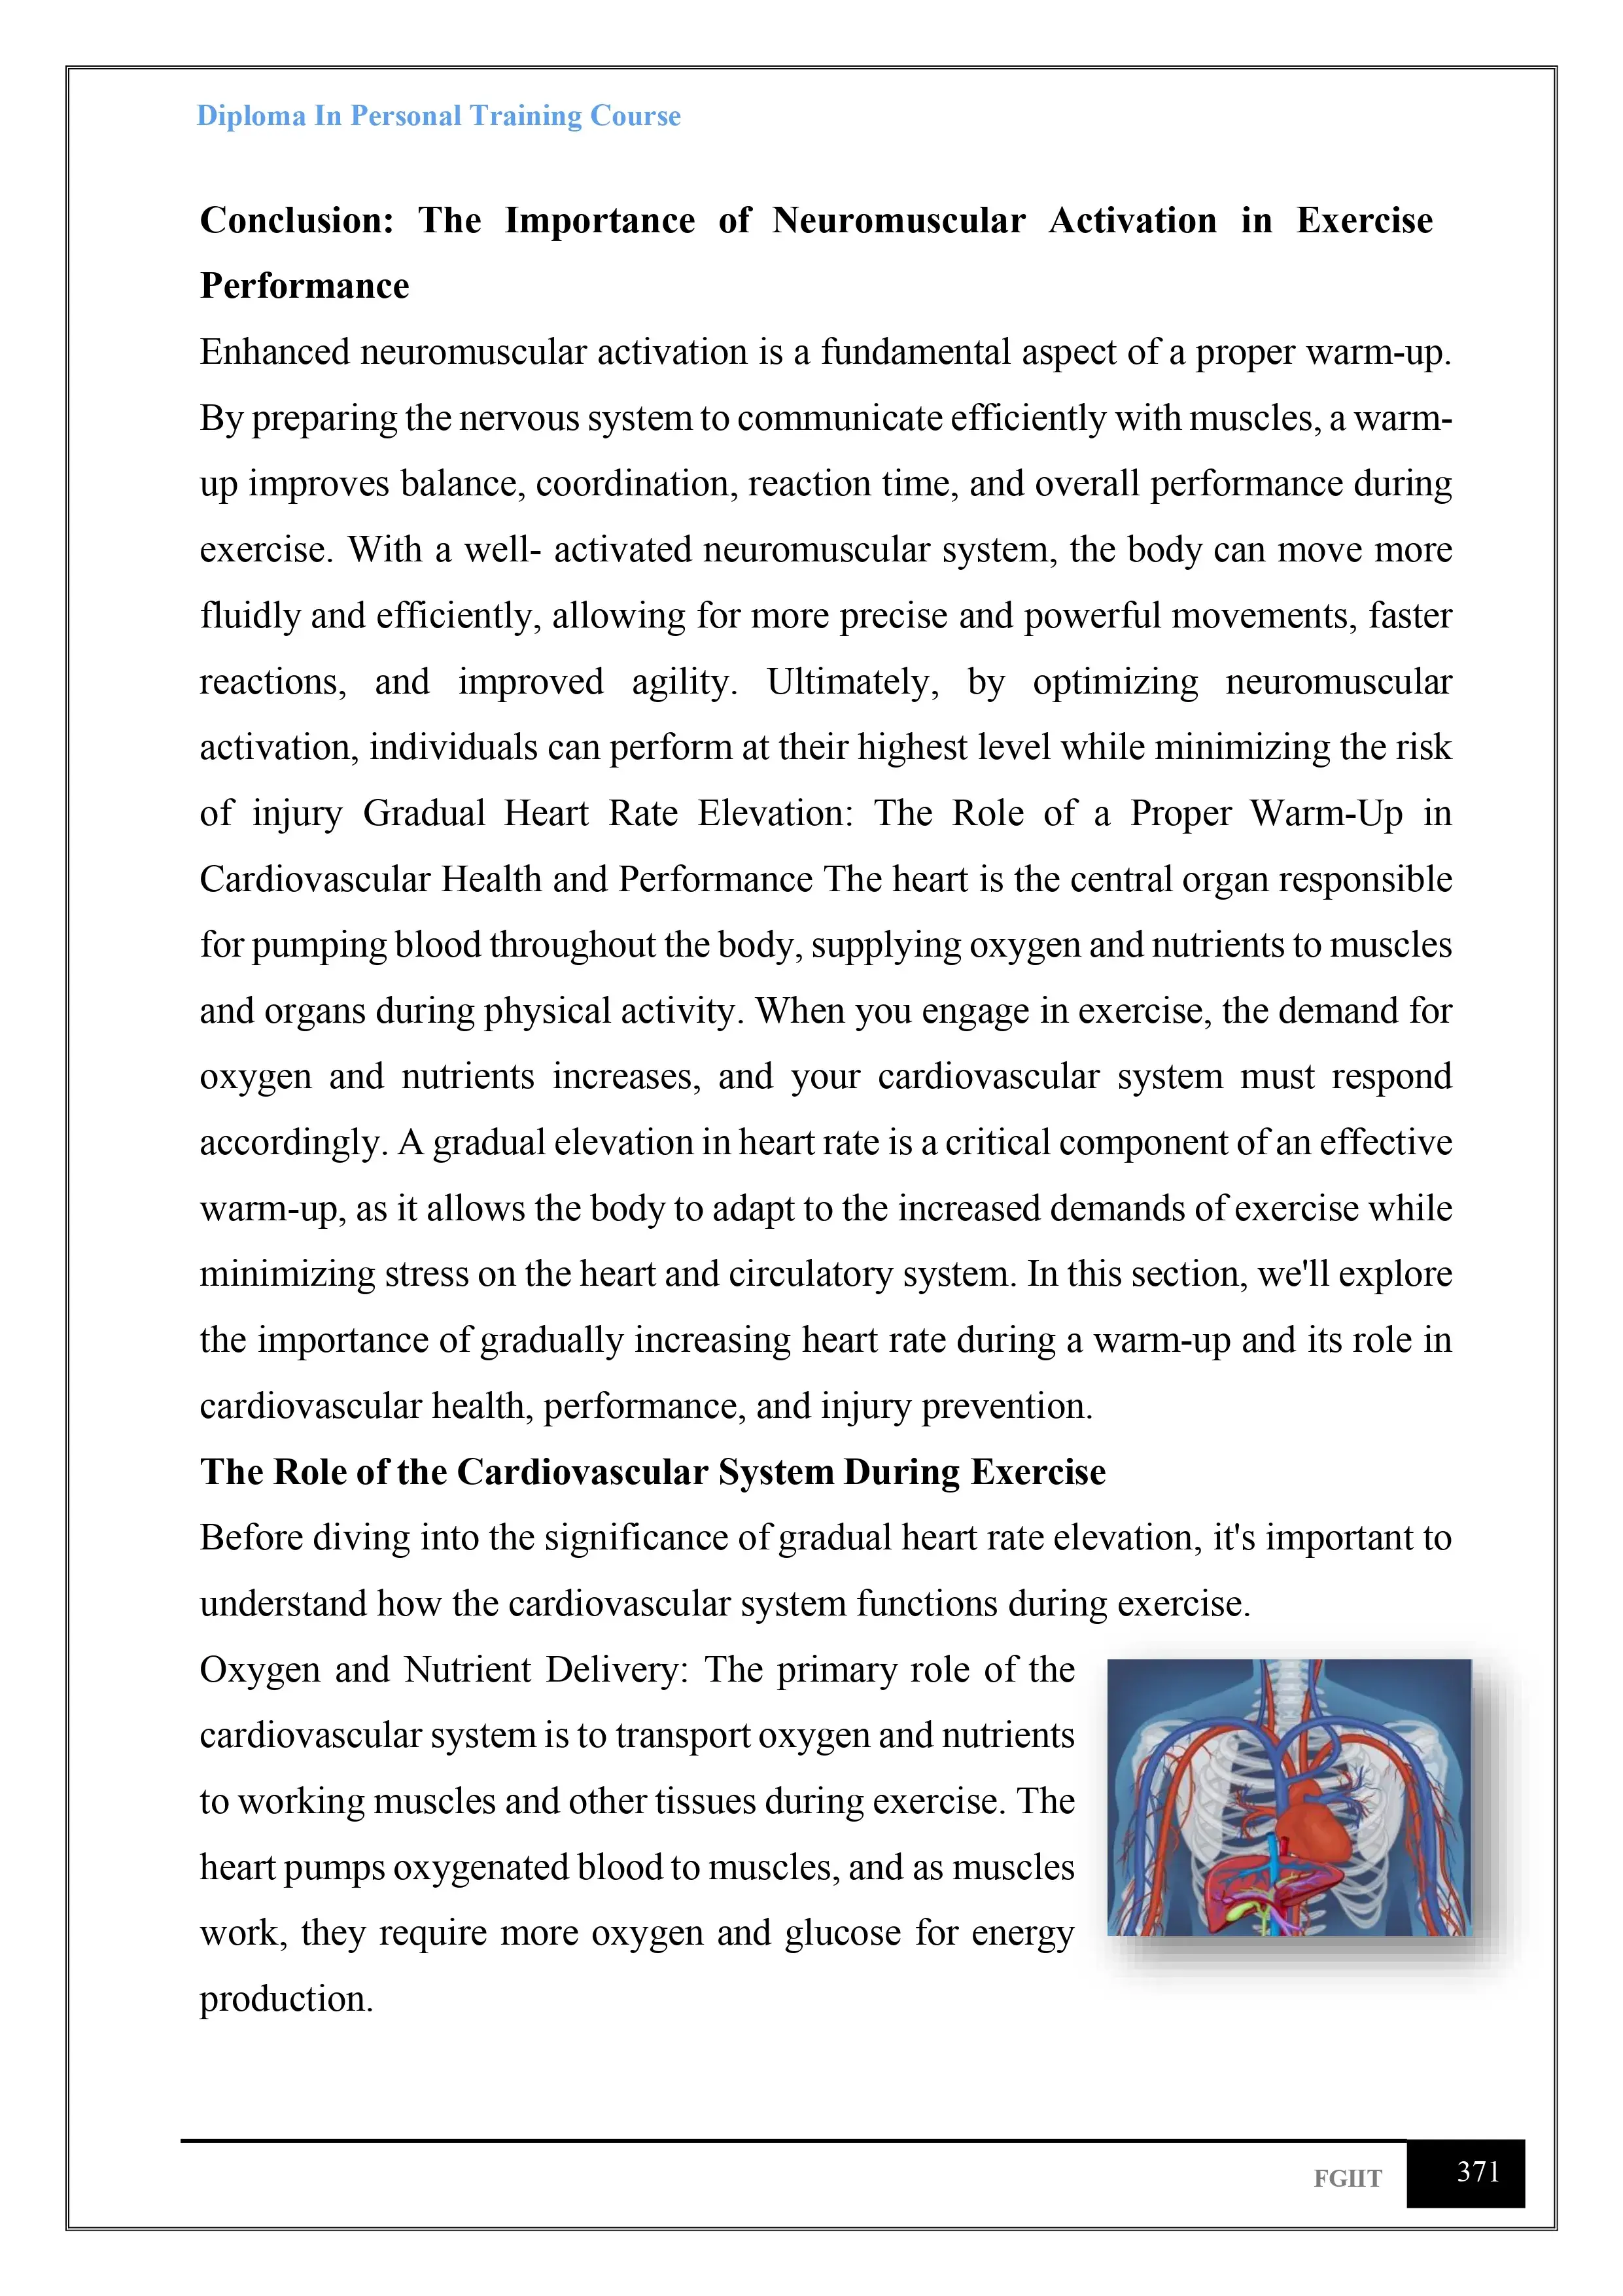 Diploma In Personal Training Course
Conclusion: The Importance of Neuromuscular Activation in Exercise
Performance
Enhanced neuromuscular activation is a fundamental aspect of a proper warm-up.
By preparing the nervous system to communicate efficiently with muscles, a warm-
up improves balance, coordination, reaction time, and overall performance during
exercise. With a well- activated neuromuscular system, the body can move more
fluidly and efficiently, allowing for more precise and powerful movements, faster
reactions, and improved agility. Ultimately, by optimizing neuromuscular
activation, individuals can perform at their highest level while minimizing the risk
of injury Gradual Heart Rate Elevation: The Role of a Proper Warm-Up in
Cardiovascular Health and Performance The heart is the central organ responsible
for pumping blood throughout the body, supplying oxygen and nutrients to muscles
and organs during physical activity. When you engage in exercise, the demand for
oxygen and nutrients increases, and your cardiovascular system must respond
accordingly. A gradual elevation in heart rate is a critical component of an effective
warm-up, as it allows the body to adapt to the increased demands of exercise while
minimizing stress on the heart and circulatory system. In this section, we'll explore
the importance of gradually increasing heart rate during a warm-up and its role in
cardiovascular health, performance, and injury prevention.
The Role of the Cardiovascular System During Exercise
Before diving into the significance of gradual heart rate elevation, it's important to
understand how the cardiovascular system functions during exercise.
Oxygen and Nutrient Delivery: The primary role of the
cardiovascular system is to transport oxygen and nutrients
to working muscles and other tissues during exercise. The
heart pumps oxygenated blood to muscles, and as muscles
work, they require more oxygen and glucose for energy
production.
FGIIT
371